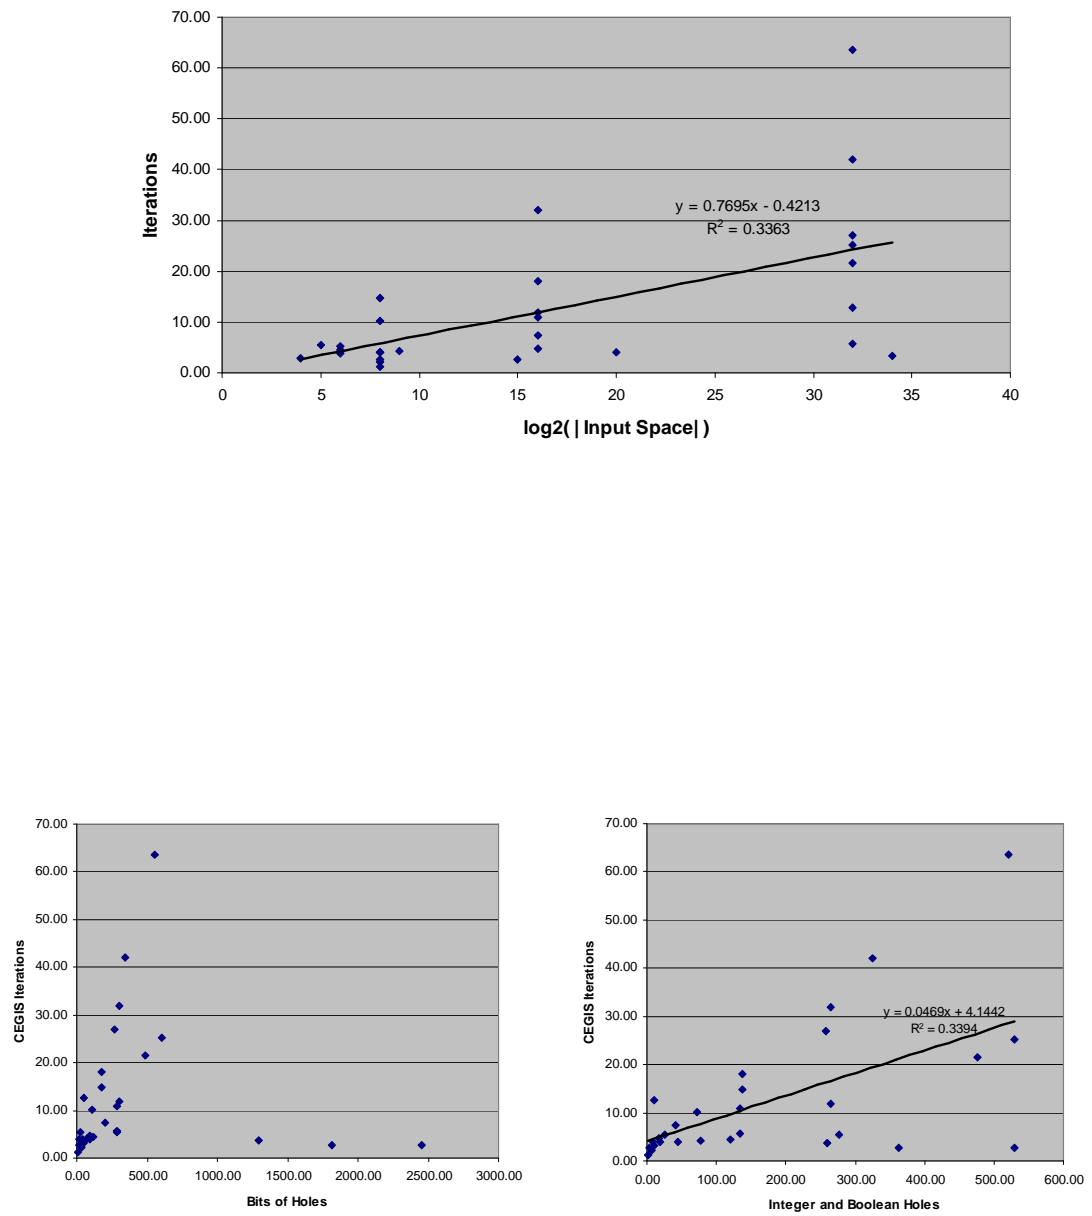 70.00
60.00
50.00
40.00
30.00
20.00
10.00
0.00
Iterations
y = 0.7695x - 0.4213
R2 = 0.3363
0 5 10 15 20 25 30 35 40
log2( | Input Space| )
70.00
60.00
50.00
40.00
30.00
20.00
10.00
0.00
CEGIS Iterations
0.00 500.00 1000.00 1500.00 2000.00 2500.00 3000.00
Bits of Holes
70.00
60.00
50.00
40.00
30.00
20.00
10.00
0.00
CEGIS Iterations
y = 0.0469x + 4.1442
R2 = 0.3394
0.00 100.00 200.00 300.00 400.00 500.00 600.00
Integer and Boolean Holes